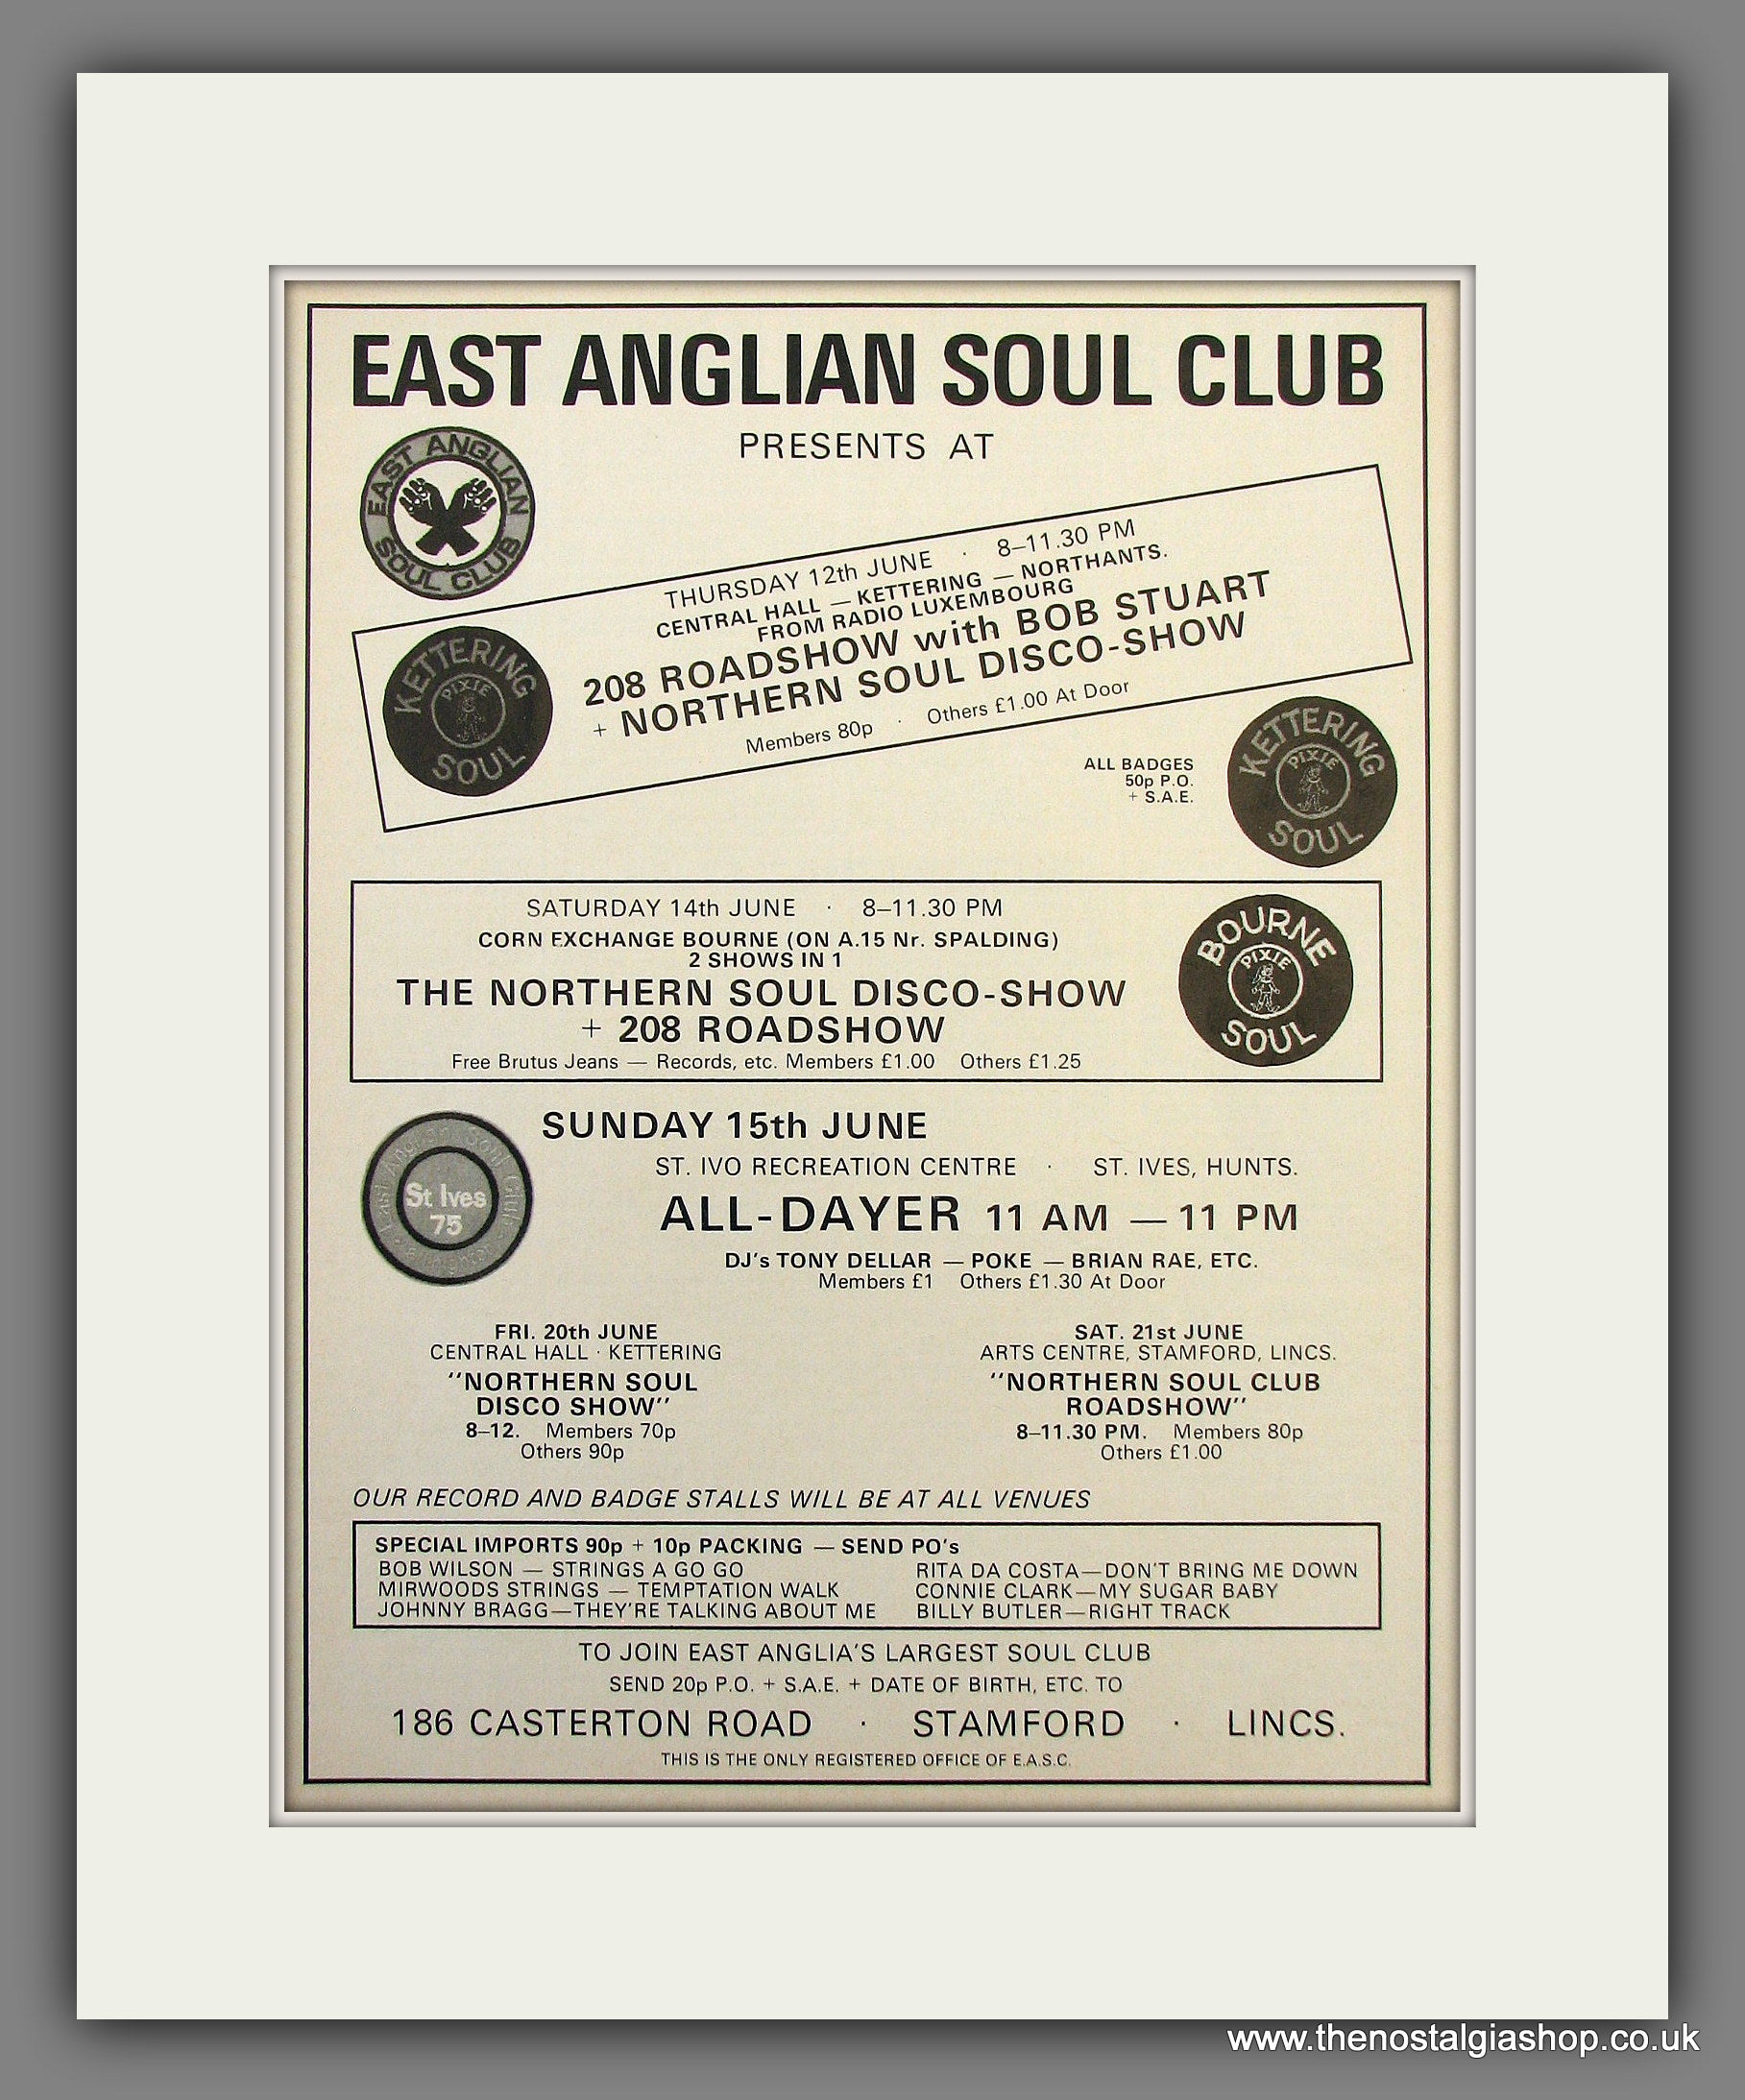 EAST ANGLIAN SOUL CLUB
PRESENTS AT
EAST ANGLIAN
SOUL CLUB
THURSDAY 12th JUNE · 8–11.30 PM
CENTRAL HALL — KETTERING — NORTHANTS.
FROM RADIO LUXEMBOURG
208 ROADSHOW with BOB STUART
+ NORTHERN SOUL DISCO-SHOW
Members 80p · Others £1.00 At Door
KETTERING
PIXIE
SOUL
ALL BADGES
50p P.O.
+ S.A.E.
KETTERING
PIXIE
SOUL
SATURDAY 14th JUNE · 8–11.30 PM
CORN EXCHANGE BOURNE (ON A.15 Nr. SPALDING)
2 SHOWS IN 1
THE NORTHERN SOUL DISCO-SHOW
+ 208 ROADSHOW
Free Brutus Jeans — Records, etc. Members £1.00 Others £1.25
BOURNE
PIXIE
SOUL
East Anglian Soul Club
St Ives
75
SUNDAY 15th JUNE
ST. IVO RECREATION CENTRE · ST. IVES, HUNTS.
ALL-DAYER 11 AM — 11 PM
DJ's TONY DELLAR — POKE — BRIAN RAE, ETC.
Members £1 Others £1.30 At Door
FRI. 20th JUNE
CENTRAL HALL · KETTERING
"NORTHERN SOUL
DISCO SHOW"
8–12. Members 70p
Others 90p
SAT. 21st JUNE
ARTS CENTRE, STAMFORD, LINCS.
"NORTHERN SOUL CLUB
ROADSHOW"
8–11.30 PM. Members 80p
Others £1.00
OUR RECORD AND BADGE STALLS WILL BE AT ALL VENUES
SPECIAL IMPORTS 90p + 10p PACKING — SEND PO's
BOB WILSON — STRINGS A GO GO
MIRWOODS STRINGS — TEMPTATION WALK
JOHNNY BRAGG—THEY'RE TALKING ABOUT ME
RITA DA COSTA—DON'T BRING ME DOWN
CONNIE CLARK—MY SUGAR BABY
BILLY BUTLER—RIGHT TRACK
TO JOIN EAST ANGLIA'S LARGEST SOUL CLUB
SEND 20p P.O. + S.A.E. + DATE OF BIRTH, ETC. TO
186 CASTERTON ROAD · STAMFORD · LINCS.
THIS IS THE ONLY REGISTERED OFFICE OF E.A.S.C.
www.thenostalgiashop.co.uk